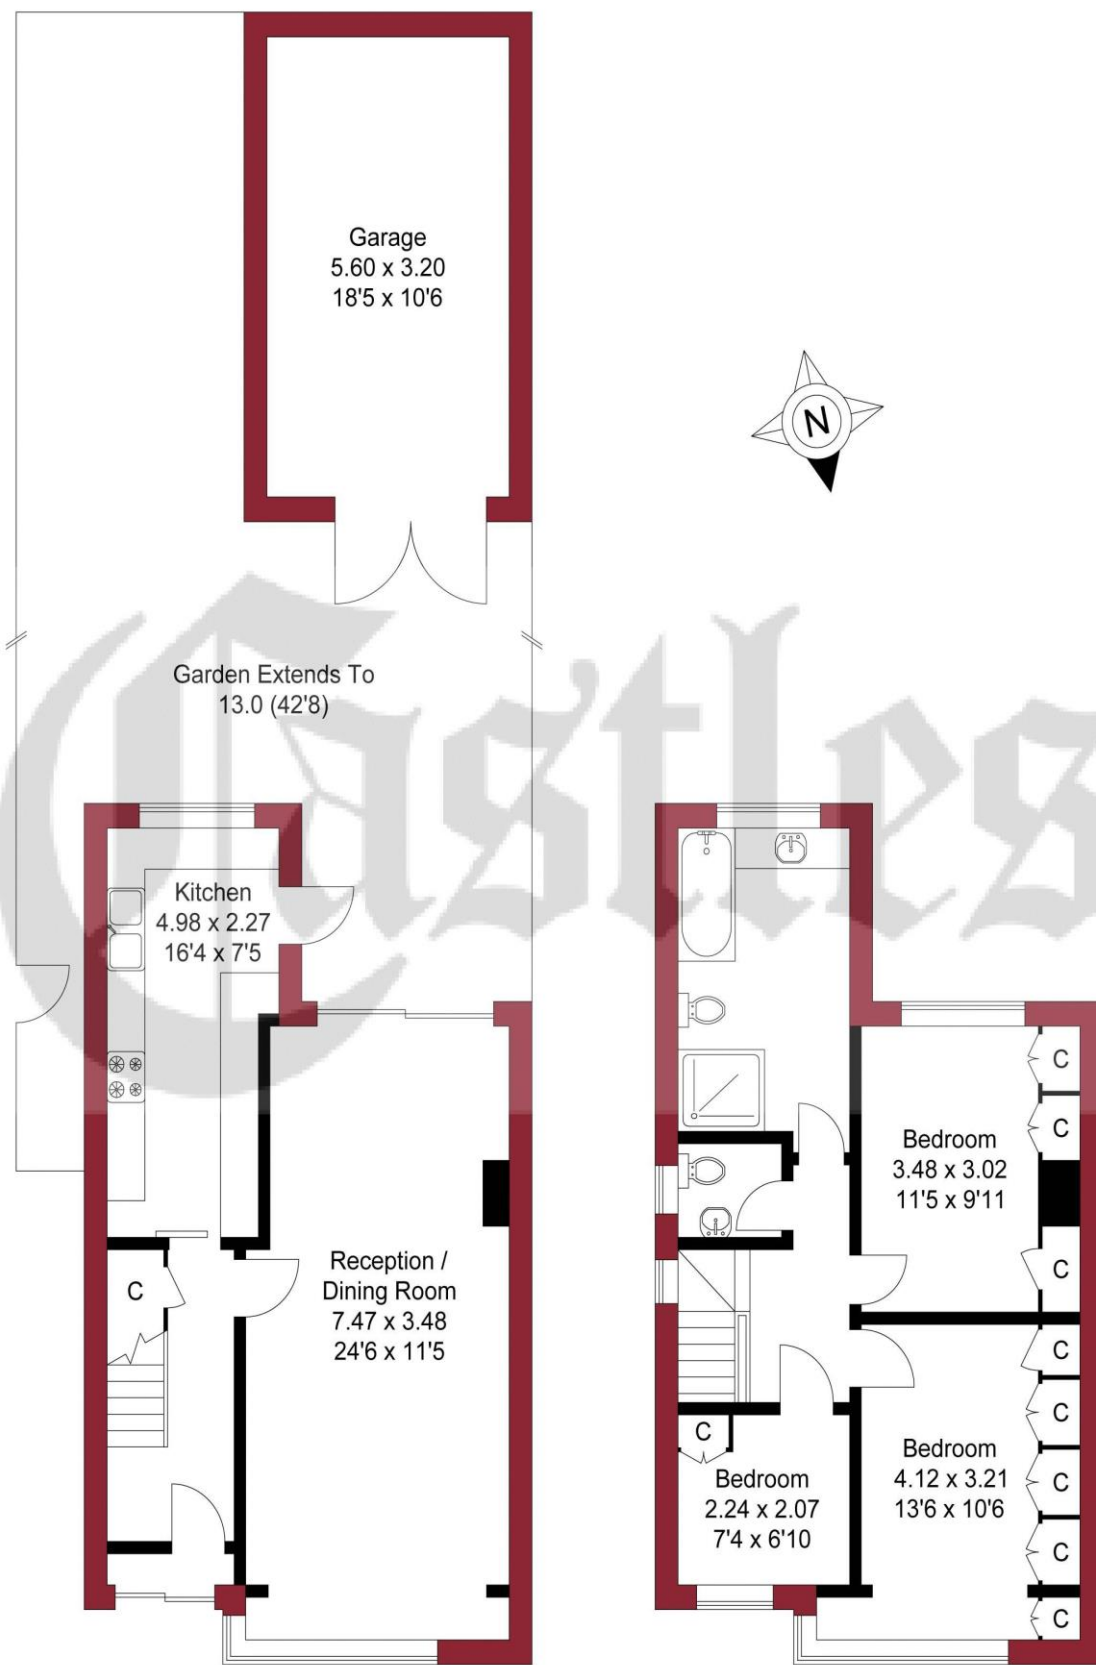 Garage
5.60 x 3.20
18'5 x 10'6
N
Garden Extends To
13.0 (42'8)
Castles
Kitchen
4.98 x 2.27
16'4 x 7'5
C
Reception /
Dining Room
7.47 x 3.48
24'6 x 11'5
C
C
Bedroom
3.48 x 3.02
11'5 x 9'11
C
C
C
Bedroom
2.24 x 2.07
7'4 x 6'10
Bedroom
4.12 x 3.21
13'6 x 10'6
C
C
C
C